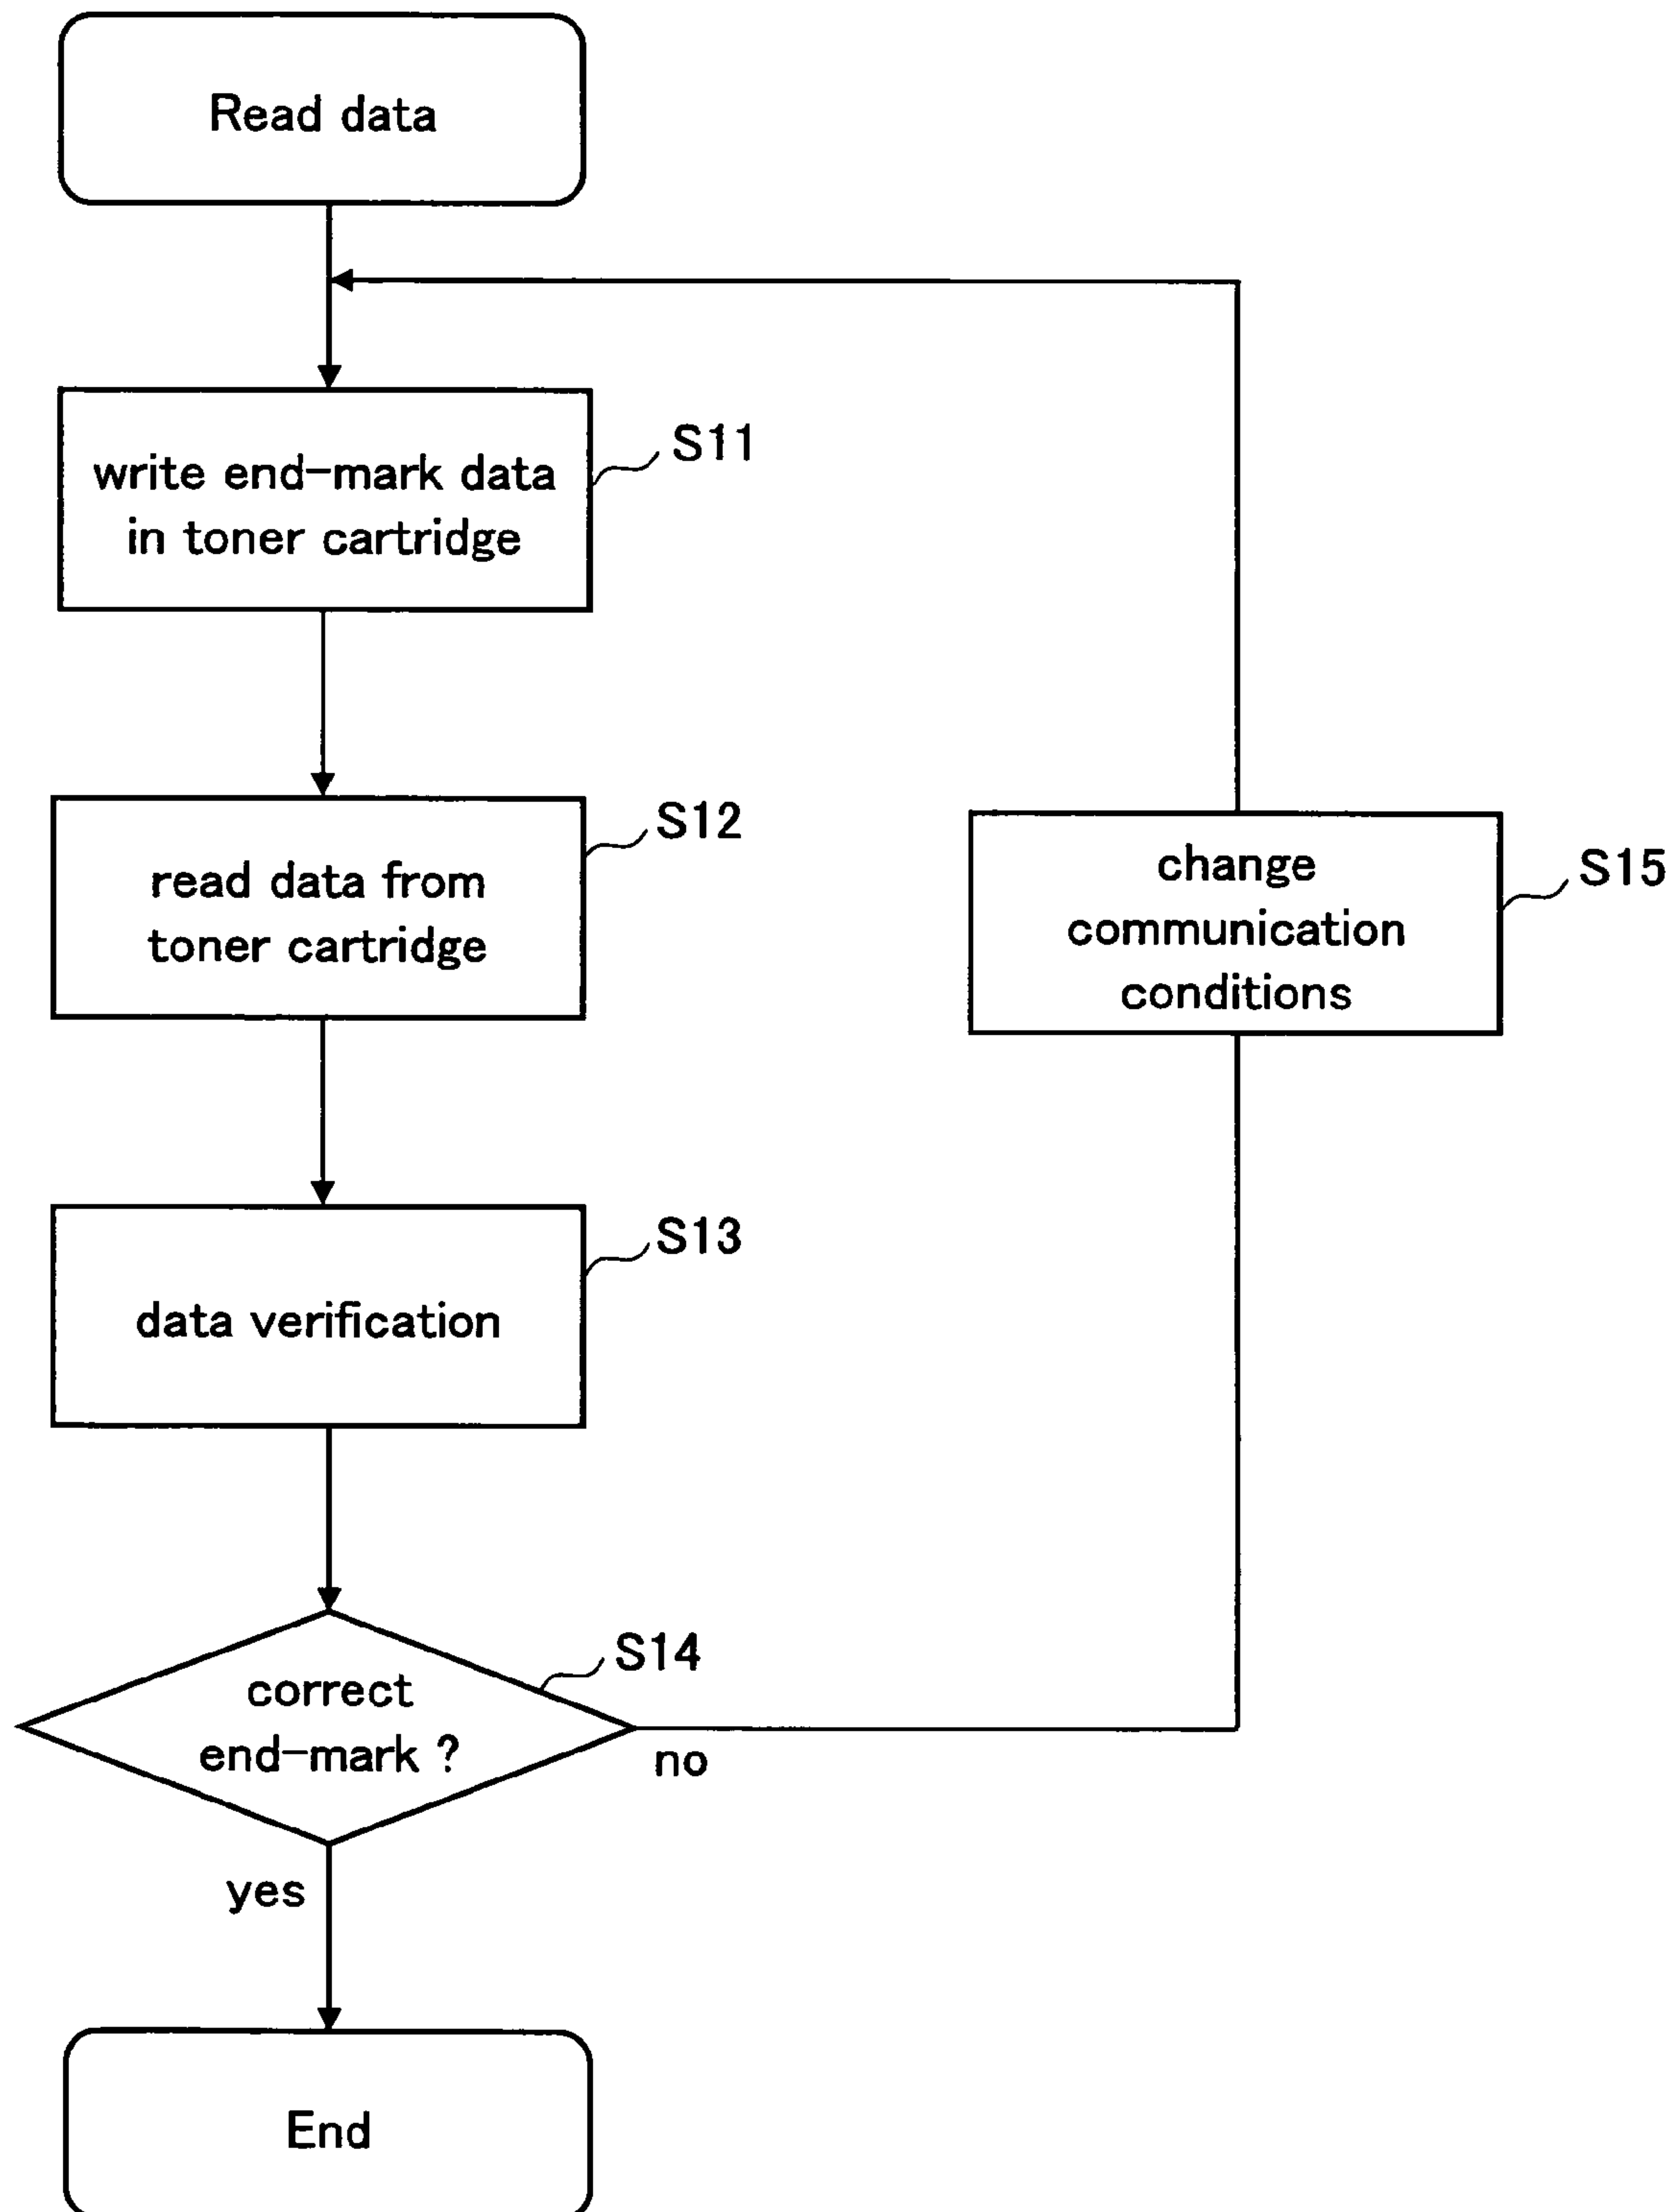 Read data
write end-mark data
in toner cartridge
S11
read data from
toner cartridge
S12
change
communication
conditions
S15
data verification
S13
correct
end-mark ?
S14
no
yes
End